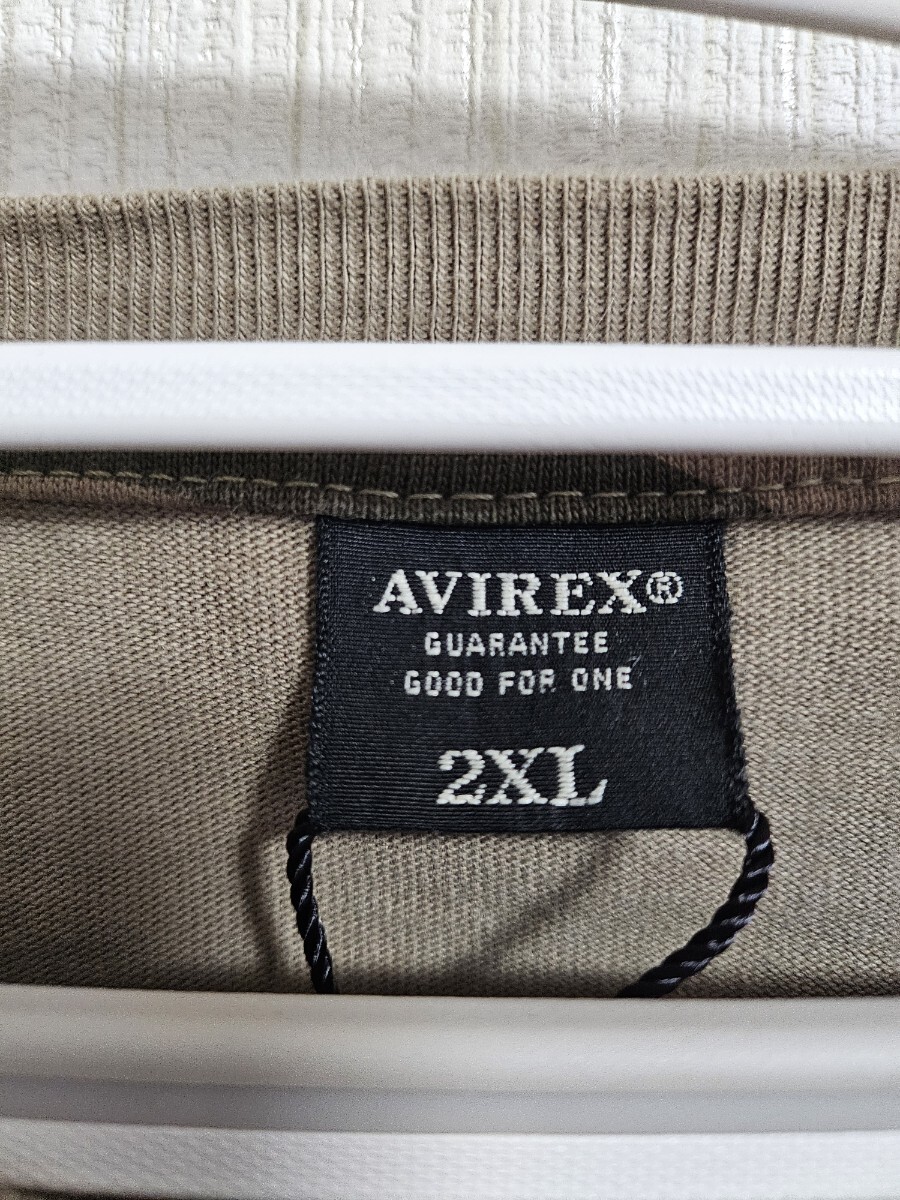 AVIREX®
GUARANTEE
GOOD FOR ONE
2XL